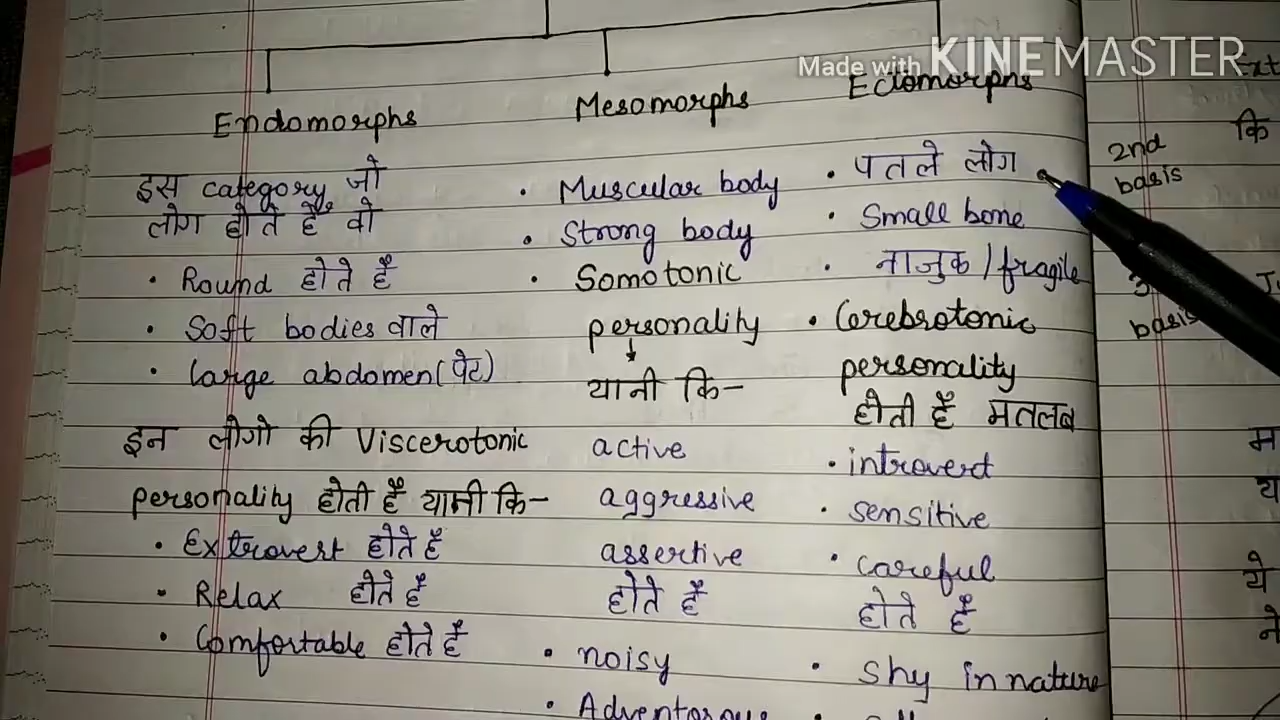 Made with KINEMASTER
Endomorphs
इस category जो
लोग होते हैं, वो
• Round होते हैं
• Soft bodies वाले
• large abdomen (पेट)
इन लोगो की Viscerotonic
personality होती हैं यानी कि-
• Extrovert होते हैं
• Relax होते हैं
• Comfortable होते हैं
Mesomorphs
• Muscular body
• Strong body
• Somotonic
personality
यानी कि-
active
aggressive
assertive
होते हैं
• noisy
• Adventorous
Ectomorphs
• पतले लोग
• Small bone
• नाजुक / fragile
• Cerebrotonic
personality
होती हैं मतलब
• introvert
• sensitive
• careful
होते हैं
• shy in nature
2nd
basis
basis
कि
म
य
ये
ने